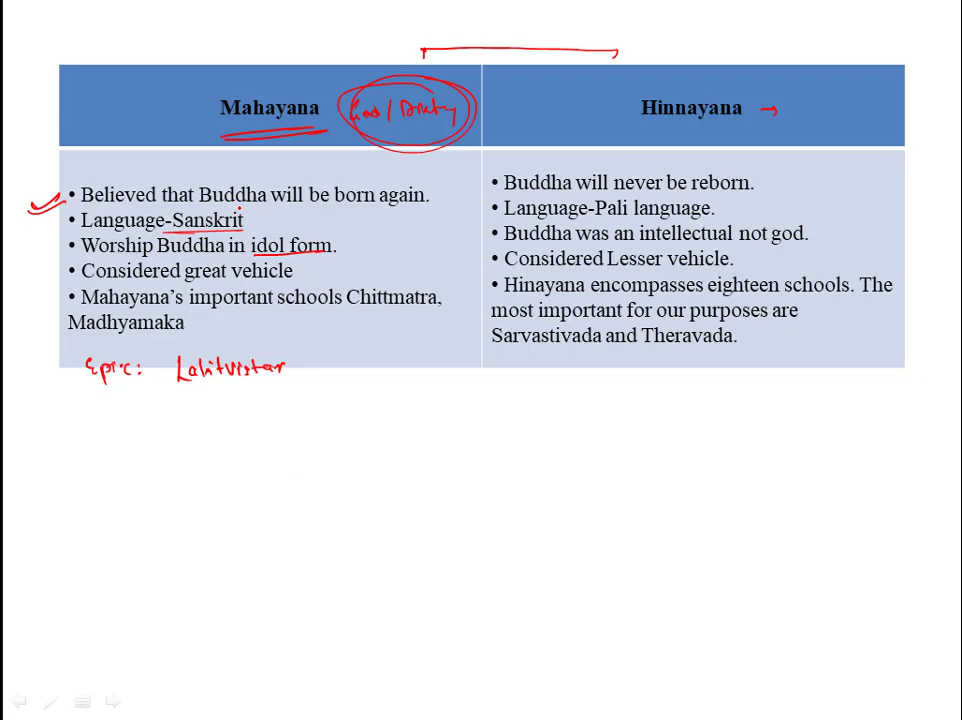 Mahayana God / Diety
Hinnayana →
• Believed that Buddha will be born again.
• Language-Sanskrit
• Worship Buddha in idol form.
• Considered great vehicle
• Mahayana's important schools Chittmatra,
Madhyamaka
Epic: Lalitvistar
• Buddha will never be reborn.
• Language-Pali language.
• Buddha was an intellectual not god.
• Considered Lesser vehicle.
• Hinayana encompasses eighteen schools. The
most important for our purposes are
Sarvastivada and Theravada.